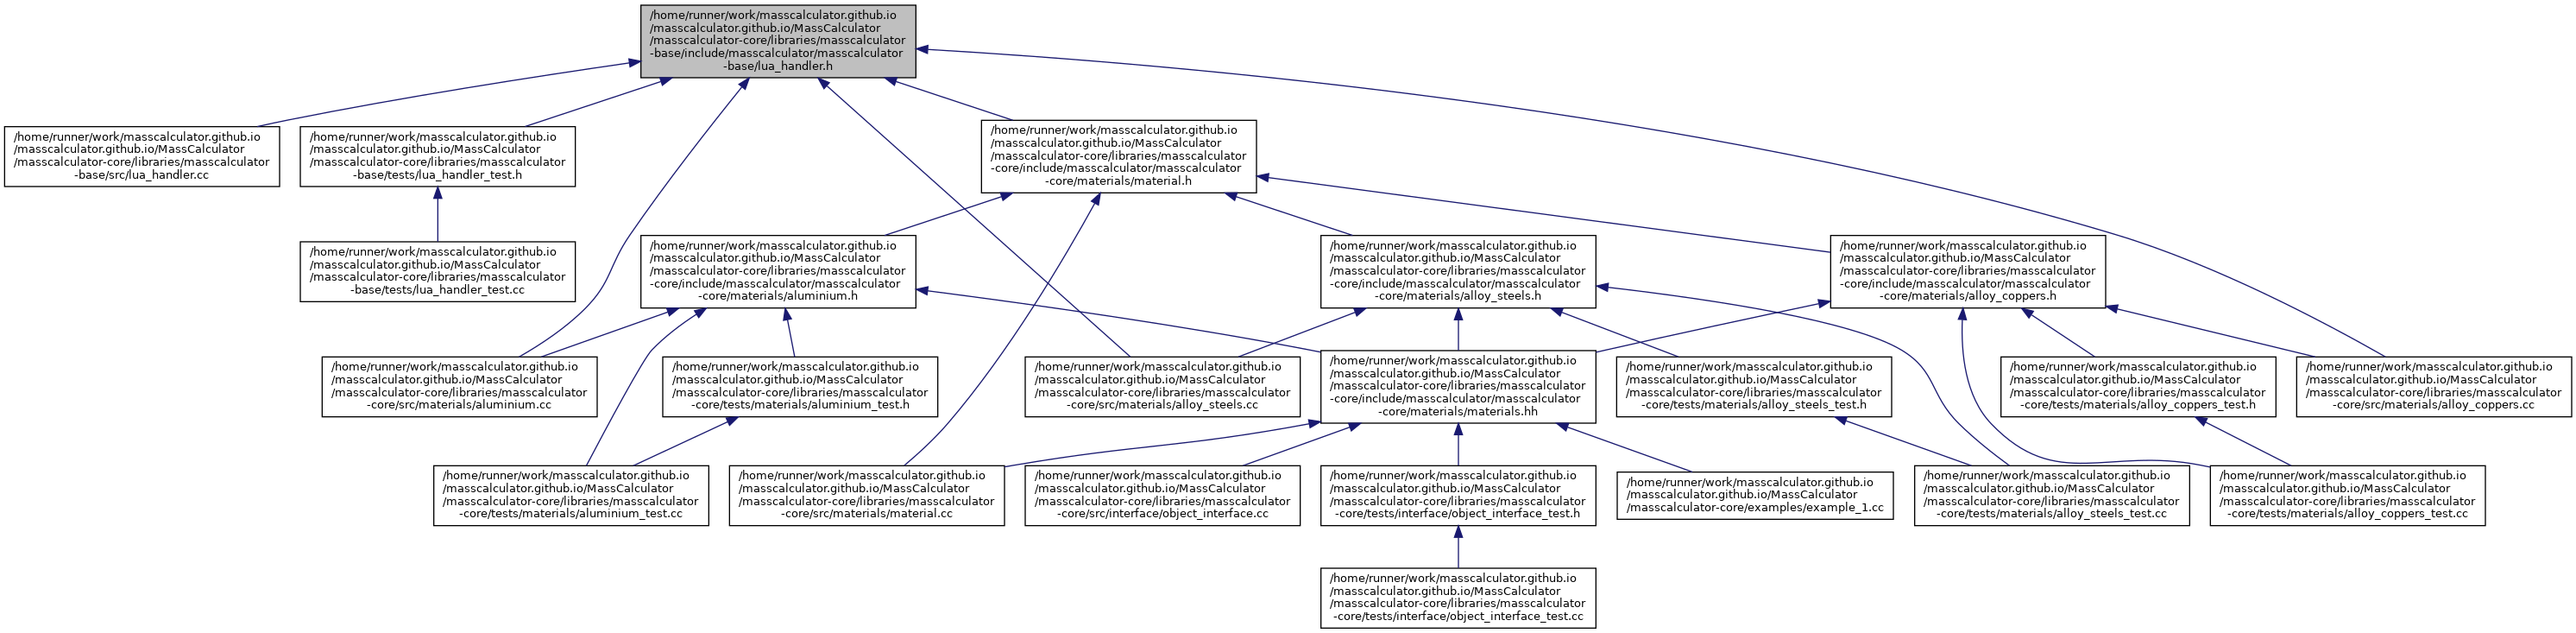 /home/runner/work/masscalculator.github.io
/masscalculator.github.io/MassCalculator
/masscalculator-core/libraries/masscalculator
-base/include/masscalculator/masscalculator
-base/lua_handler.h
/home/runner/work/masscalculator.github.io
/masscalculator.github.io/MassCalculator
/masscalculator-core/libraries/masscalculator
-base/src/lua_handler.cc
/home/runner/work/masscalculator.github.io
/masscalculator.github.io/MassCalculator
/masscalculator-core/libraries/masscalculator
-base/tests/lua_handler_test.h
/home/runner/work/masscalculator.github.io
/masscalculator.github.io/MassCalculator
/masscalculator-core/libraries/masscalculator
-core/include/masscalculator/masscalculator
-core/materials/material.h
/home/runner/work/masscalculator.github.io
/masscalculator.github.io/MassCalculator
/masscalculator-core/libraries/masscalculator
-base/tests/lua_handler_test.cc
/home/runner/work/masscalculator.github.io
/masscalculator.github.io/MassCalculator
/masscalculator-core/libraries/masscalculator
-core/include/masscalculator/masscalculator
-core/materials/aluminium.h
/home/runner/work/masscalculator.github.io
/masscalculator.github.io/MassCalculator
/masscalculator-core/libraries/masscalculator
-core/include/masscalculator/masscalculator
-core/materials/alloy_steels.h
/home/runner/work/masscalculator.github.io
/masscalculator.github.io/MassCalculator
/masscalculator-core/libraries/masscalculator
-core/include/masscalculator/masscalculator
-core/materials/alloy_coppers.h
/home/runner/work/masscalculator.github.io
/masscalculator.github.io/MassCalculator
/masscalculator-core/libraries/masscalculator
-core/src/materials/aluminium.cc
/home/runner/work/masscalculator.github.io
/masscalculator.github.io/MassCalculator
/masscalculator-core/libraries/masscalculator
-core/tests/materials/aluminium_test.h
/home/runner/work/masscalculator.github.io
/masscalculator.github.io/MassCalculator
/masscalculator-core/libraries/masscalculator
-core/src/materials/alloy_steels.cc
/home/runner/work/masscalculator.github.io
/masscalculator.github.io/MassCalculator
/masscalculator-core/libraries/masscalculator
-core/include/masscalculator/masscalculator
-core/materials/materials.hh
/home/runner/work/masscalculator.github.io
/masscalculator.github.io/MassCalculator
/masscalculator-core/libraries/masscalculator
-core/tests/materials/alloy_steels_test.h
/home/runner/work/masscalculator.github.io
/masscalculator.github.io/MassCalculator
/masscalculator-core/libraries/masscalculator
-core/tests/materials/alloy_coppers_test.h
/home/runner/work/masscalculator.github.io
/masscalculator.github.io/MassCalculator
/masscalculator-core/libraries/masscalculator
-core/src/materials/alloy_coppers.cc
/home/runner/work/masscalculator.github.io
/masscalculator.github.io/MassCalculator
/masscalculator-core/libraries/masscalculator
-core/tests/materials/aluminium_test.cc
/home/runner/work/masscalculator.github.io
/masscalculator.github.io/MassCalculator
/masscalculator-core/libraries/masscalculator
-core/src/materials/material.cc
/home/runner/work/masscalculator.github.io
/masscalculator.github.io/MassCalculator
/masscalculator-core/libraries/masscalculator
-core/src/interface/object_interface.cc
/home/runner/work/masscalculator.github.io
/masscalculator.github.io/MassCalculator
/masscalculator-core/libraries/masscalculator
-core/tests/interface/object_interface_test.h
/home/runner/work/masscalculator.github.io
/masscalculator.github.io/MassCalculator
/masscalculator-core/examples/example_1.cc
/home/runner/work/masscalculator.github.io
/masscalculator.github.io/MassCalculator
/masscalculator-core/libraries/masscalculator
-core/tests/materials/alloy_steels_test.cc
/home/runner/work/masscalculator.github.io
/masscalculator.github.io/MassCalculator
/masscalculator-core/libraries/masscalculator
-core/tests/materials/alloy_coppers_test.cc
/home/runner/work/masscalculator.github.io
/masscalculator.github.io/MassCalculator
/masscalculator-core/libraries/masscalculator
-core/tests/interface/object_interface_test.cc